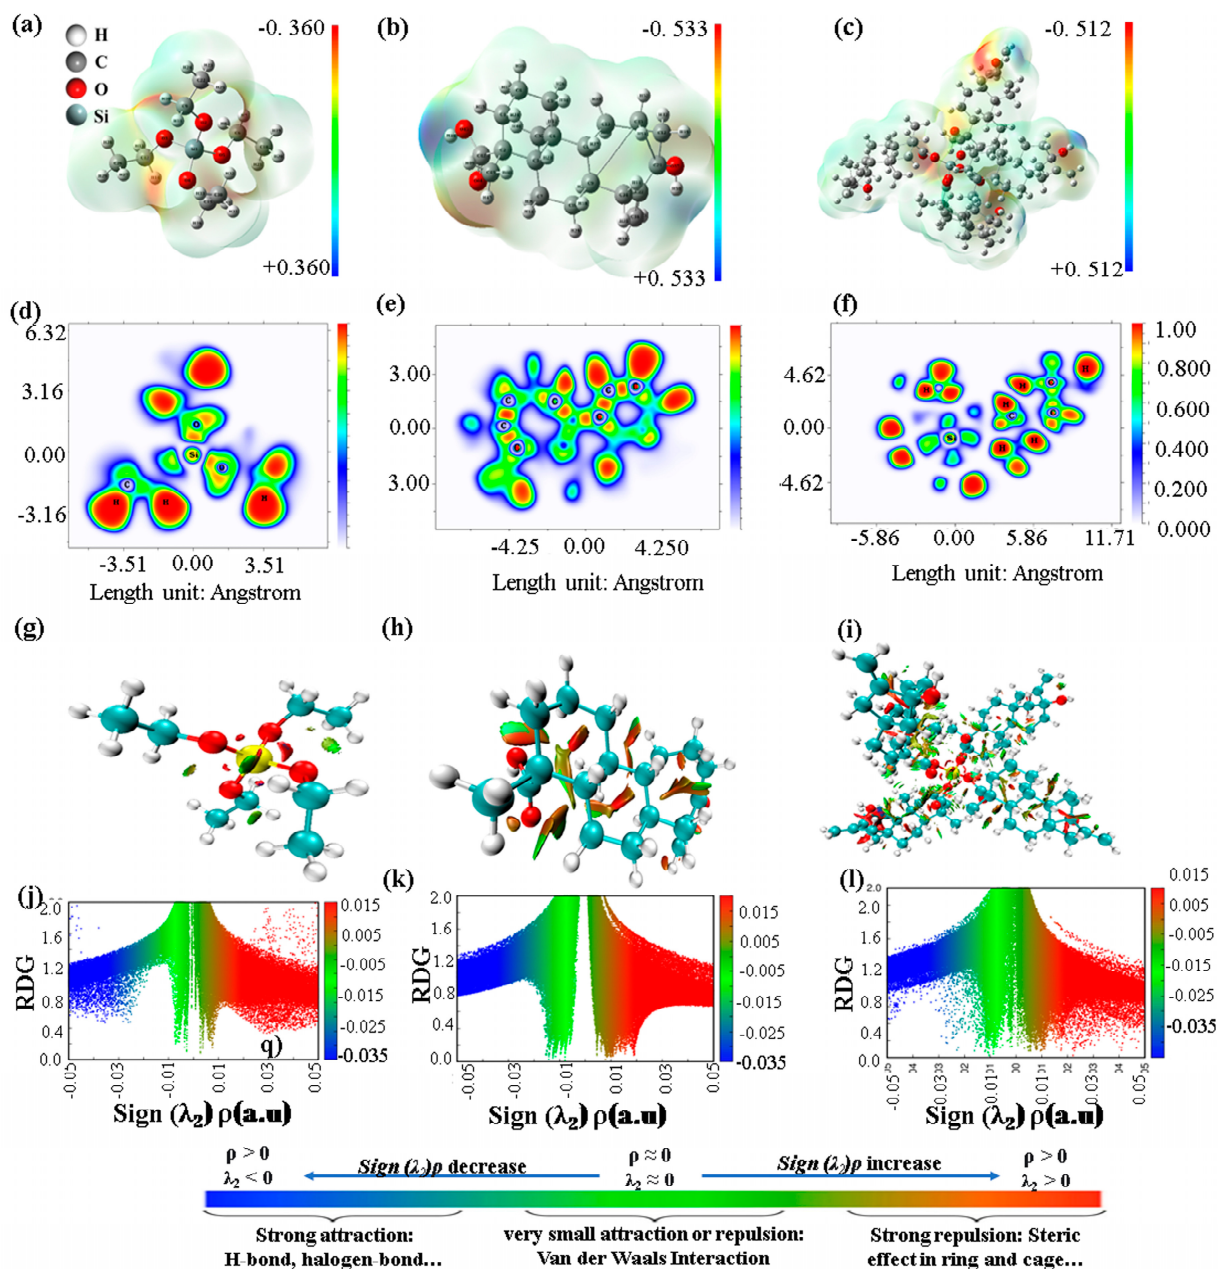 (a)
H
C
O
Si
-0. 360
+0.360
(b)
-0. 533
+0.533
(c)
-0. 512
+0. 512
(d)
6.32
3.16
0.00
-3.16
-3.51 0.00 3.51
Length unit: Angstrom
(e)
3.00
0.00
3.00
-4.25 0.00 4.250
Length unit: Angstrom
(f)
4.62
0.00
-4.62
-5.86 0.00 5.86 11.71
Length unit: Angstrom
1.00
0.800
0.600
0.400
0.200
0.000
(g)
(h)
(i)
(j)
RDG
2.0
1.6
1.2
0.8
0.4
0.0
-0.05 -0.03 -0.01 0.01 0.03 0.05
0.015
0.005
-0.005
-0.015
-0.025
-0.035
q)
Sign (λ2) ρ(a.u)
(k)
RDG
2.0
1.6
1.2
0.8
0.4
0.0
-0.05 -0.03 -0.01 0.01 0.03 0.05
0.015
0.005
-0.005
-0.015
-0.025
-0.035
Sign (λ2) ρ(a.u)
(l)
RDG
2.0
1.6
1.2
0.8
0.4
0.0
0.015
0.005
-0.005
-0.015
-0.025
-0.035
Sign (λ2) ρ(a.u)
ρ > 0
λ2 < 0
Sign (λ2)ρ decrease
ρ ≈ 0
λ2 ≈ 0
Sign (λ2)ρ increase
ρ > 0
λ2 > 0
Strong attraction:
H-bond, halogen-bond…
very small attraction or repulsion:
Van der Waals Interaction
Strong repulsion: Steric
effect in ring and cage…